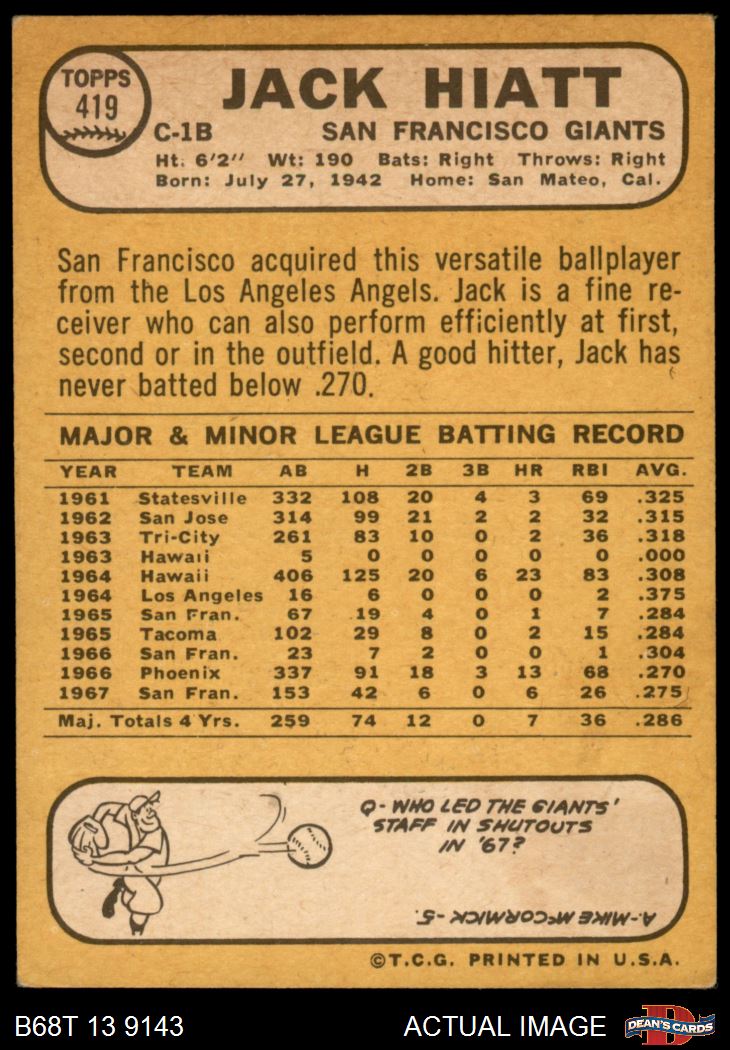 TOPPS
419
JACK HIATT
C-1B SAN FRANCISCO GIANTS
Ht. 6'2'' Wt: 190 Bats: Right Throws: Right
Born: July 27, 1942 Home: San Mateo, Cal.
San Francisco acquired this versatile ballplayer
from the Los Angeles Angels. Jack is a fine re-
ceiver who can also perform efficiently at first,
second or in the outfield. A good hitter, Jack has
never batted below .270.
MAJOR & MINOR LEAGUE BATTING RECORD
YEAR TEAM AB H 2B 3B HR RBI AVG.
1961 Statesville 332 108 20 4 3 69 .325
1962 San Jose 314 99 21 2 2 32 .315
1963 Tri-City 261 83 10 0 2 36 .318
1963 Hawaii 5 0 0 0 0 0 .000
1964 Hawaii 406 125 20 6 23 83 .308
1964 Los Angeles 16 6 0 0 0 2 .375
1965 San Fran. 67 19 4 0 1 7 .284
1965 Tacoma 102 29 8 0 2 15 .284
1966 San Fran. 23 7 2 0 0 1 .304
1966 Phoenix 337 91 18 3 13 68 .270
1967 San Fran. 153 42 6 0 6 26 .275
Maj. Totals 4 Yrs. 259 74 12 0 7 36 .286
Q- WHO LED THE GIANTS'
STAFF IN SHUTOUTS
IN '67?
A- MIKE McCORMICK -5.
©T.C.G. PRINTED IN U.S.A.
B68T 13 9143 ACTUAL IMAGE
D
DEAN'S CARDS